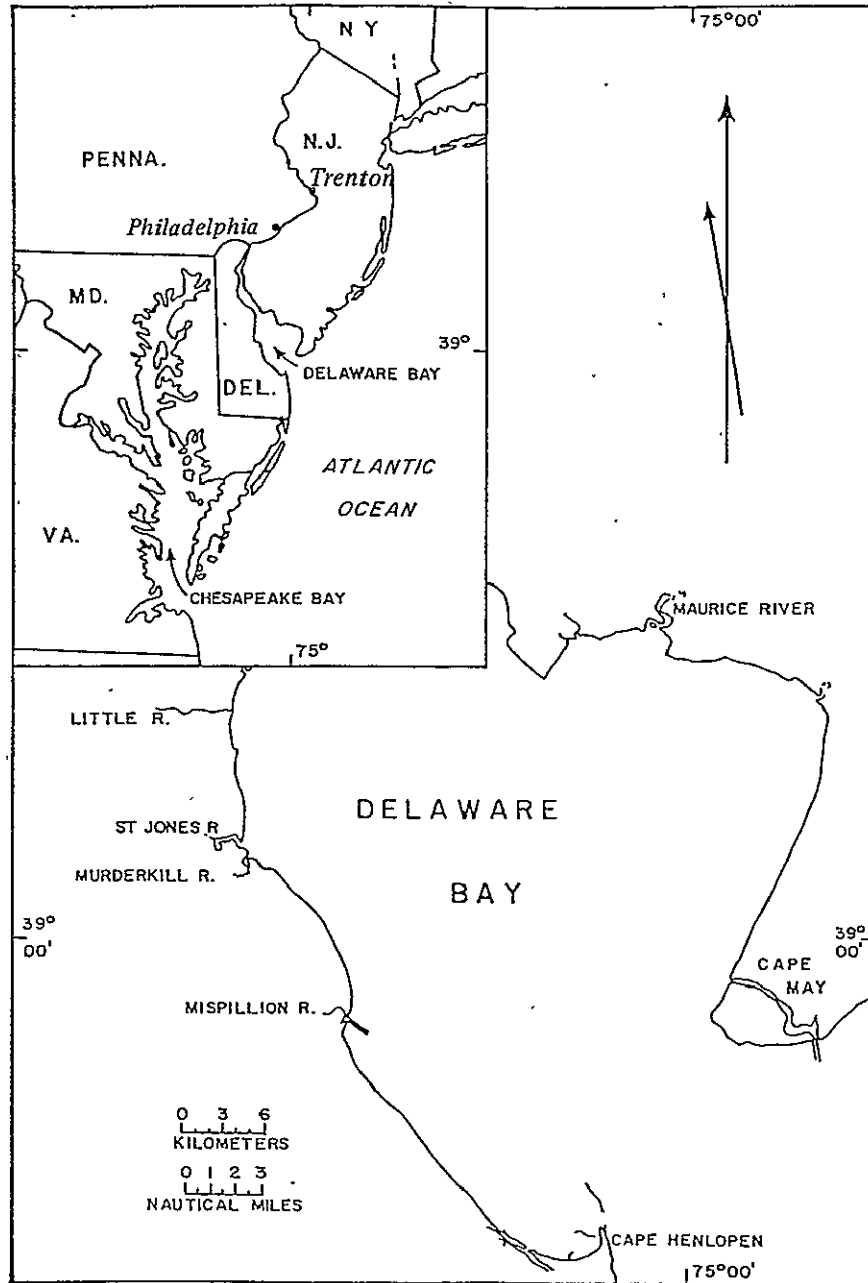 N Y
75°00'
N.J.
PENNA.
Trenton
Philadelphia
MD.
39°
DELAWARE BAY
DEL.
ATLANTIC
OCEAN
VA.
CHESAPEAKE BAY
75°
MAURICE RIVER
LITTLE R.
DELAWARE
BAY
ST JONES R
MURDERKILL R.
39°
00'
39°
00'
CAPE
MAY
MISPILLION R.
0 3 6
KILOMETERS
0 1 2 3
NAUTICAL MILES
CAPE HENLOPEN
75°00'